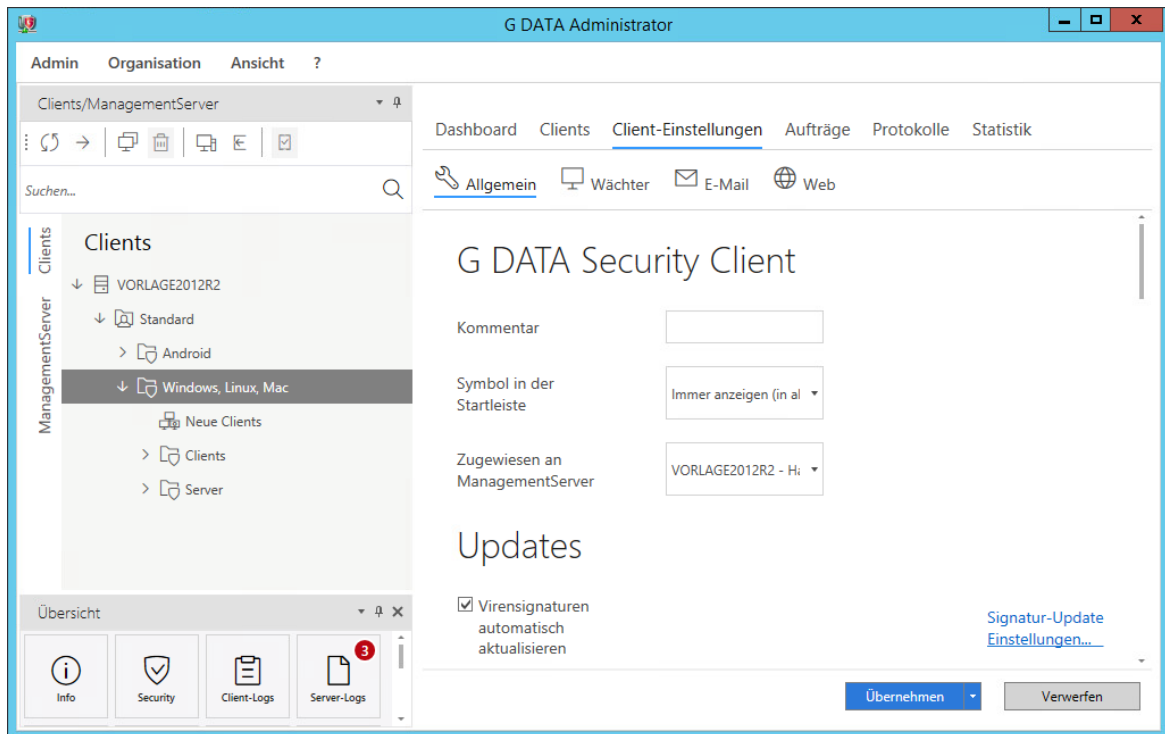 G DATA Administrator
Admin Organisation Ansicht ?
Clients/ManagementServer
Suchen...
Clients
ManagementServer
Clients
VORLAGE2012R2
Standard
Android
Windows, Linux, Mac
Neue Clients
Clients
Server
Übersicht
Info
Security
Client-Logs
3
Server-Logs
Dashboard Clients Client-Einstellungen Aufträge Protokolle Statistik
Allgemein Wächter E-Mail Web
G DATA Security Client
Kommentar
Symbol in der
Startleiste
Immer anzeigen (in al
Zugewiesen an
ManagementServer
VORLAGE2012R2 - Ha
Updates
Virensignaturen
automatisch
aktualisieren
Signatur-Update
Einstellungen...
Übernehmen
Verwerfen